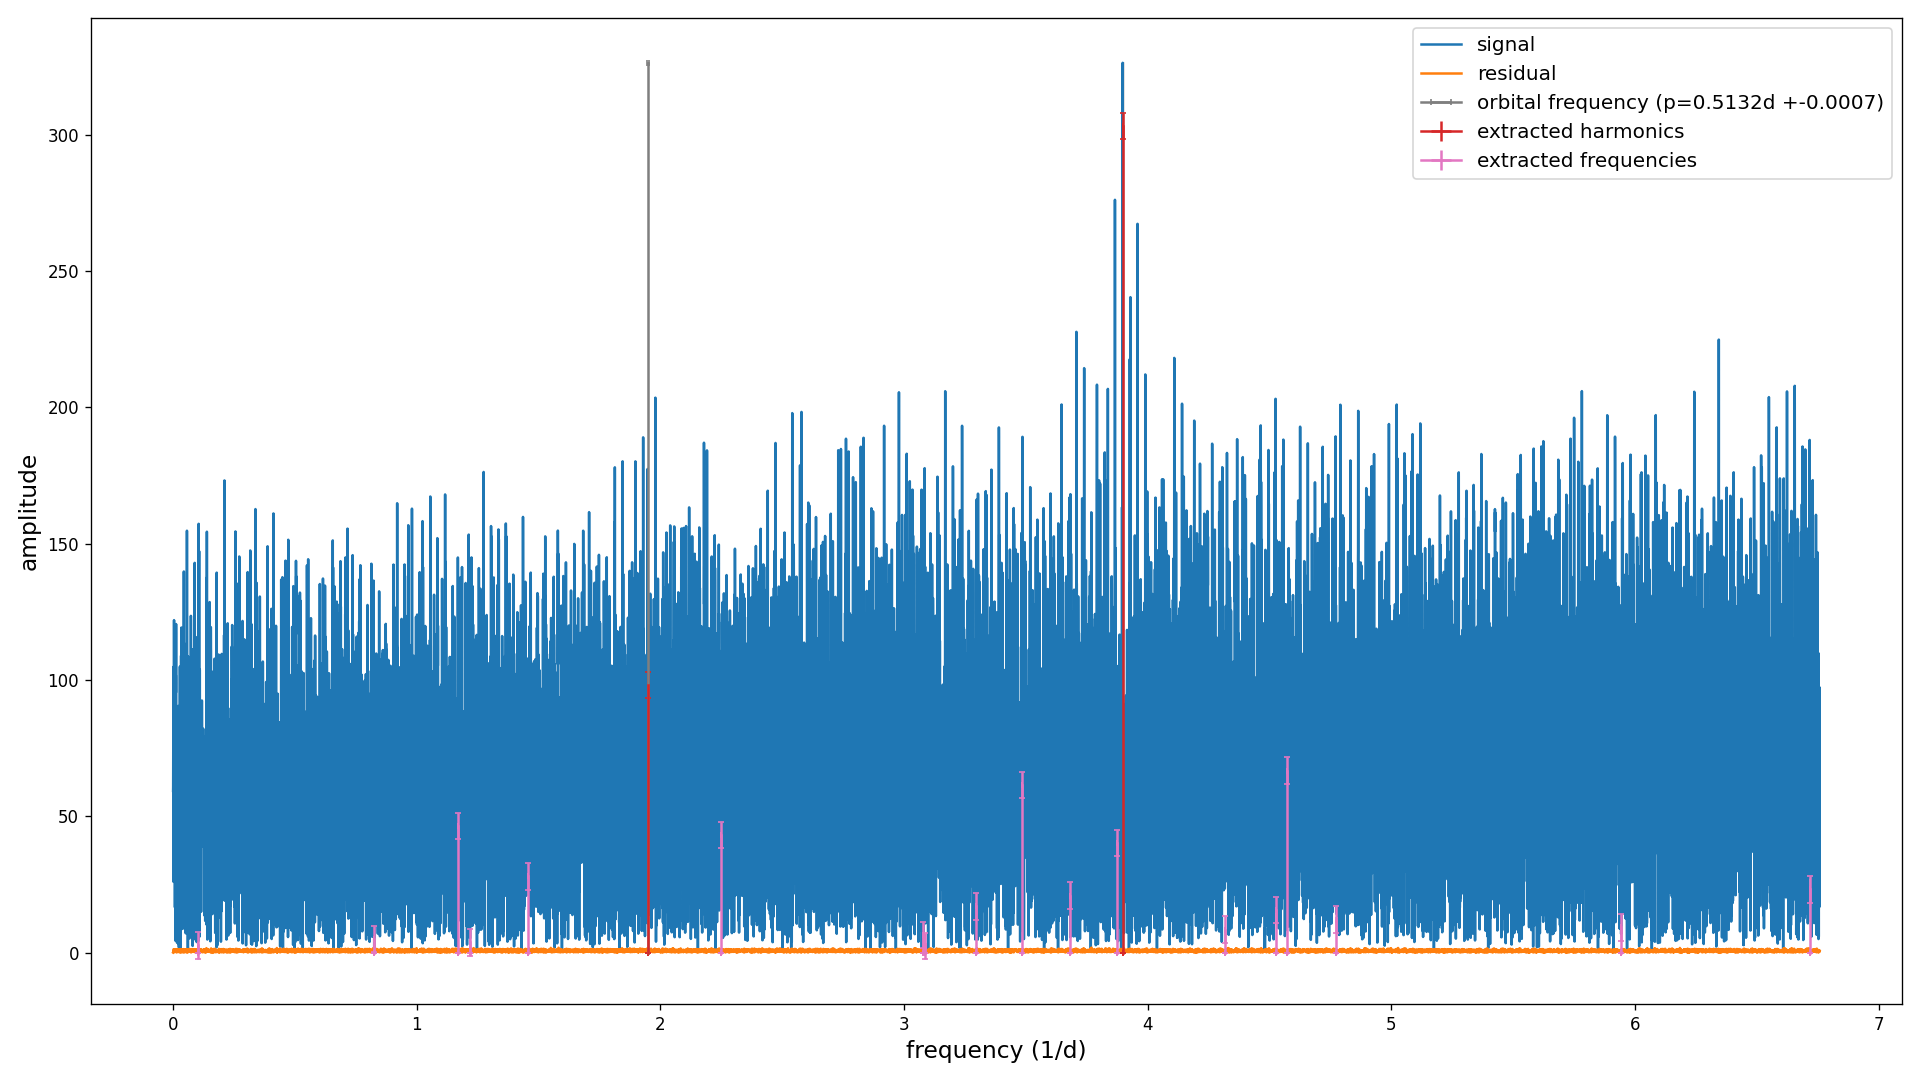 signal
residual
orbital frequency (p=0.5132d +-0.0007)
extracted harmonics
extracted frequencies
300
250
200
150
100
50
0
amplitude
0 1 2 3 4 5 6 7
frequency (1/d)